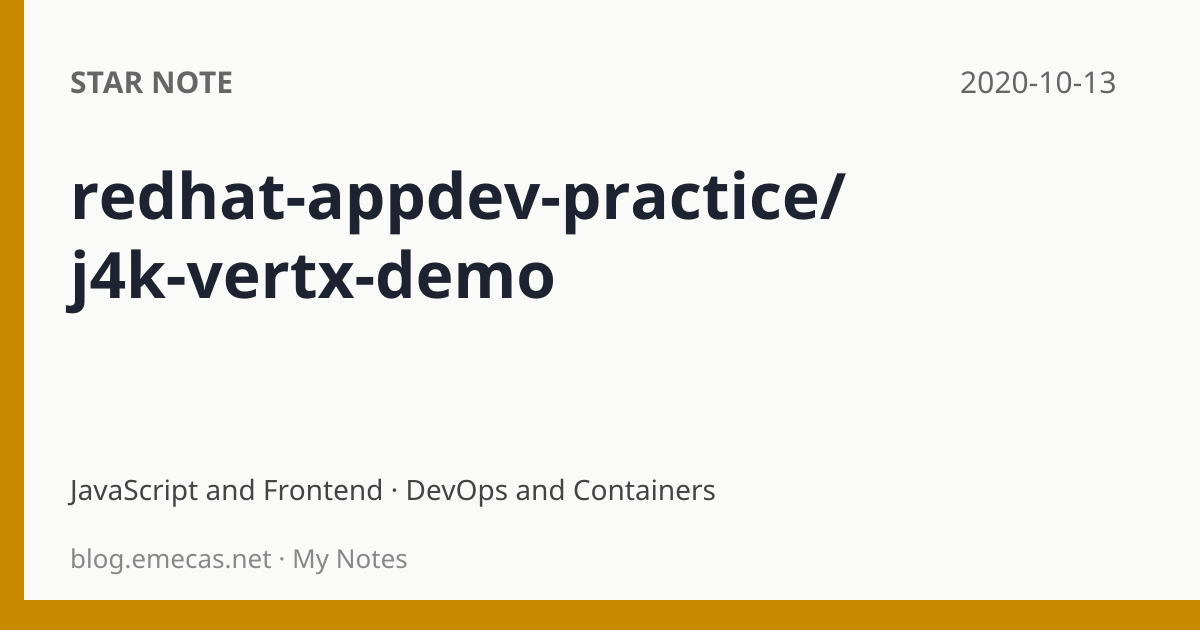 STAR NOTE
2020-10-13
redhat-appdev-practice/
j4k-vertx-demo
JavaScript and Frontend · DevOps and Containers
blog.emecas.net · My Notes